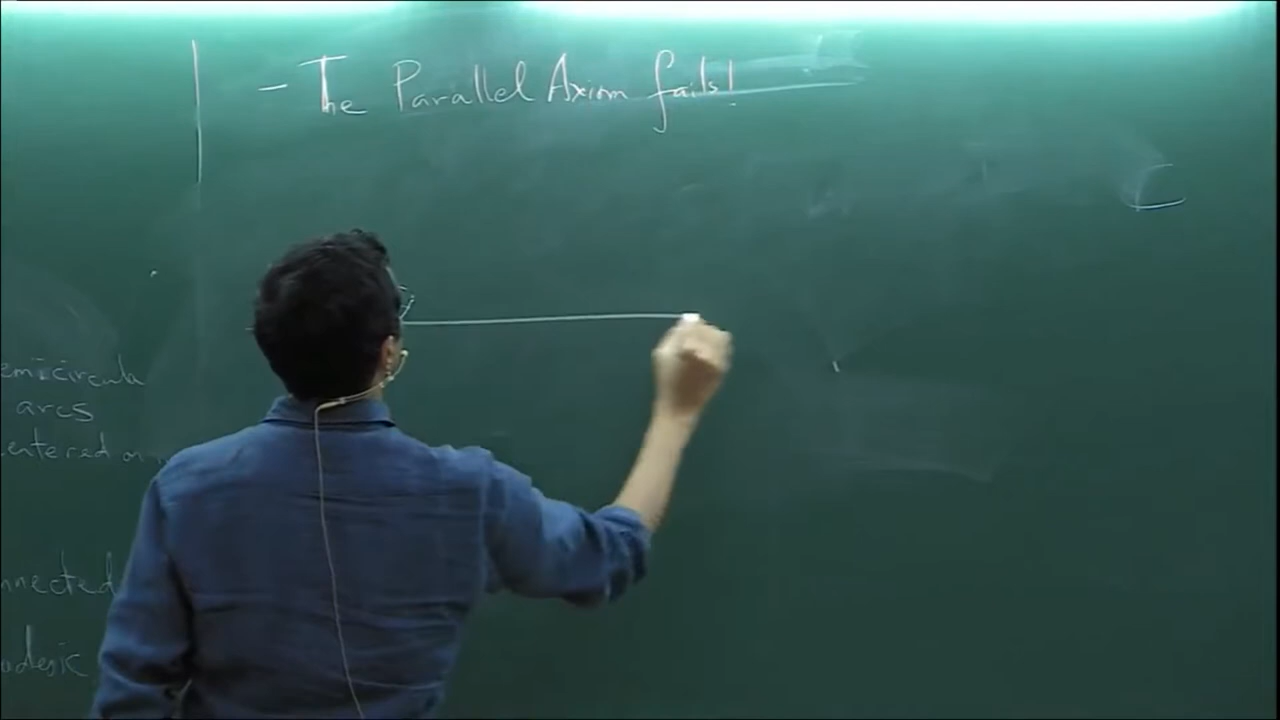 - The Parallel Axiom fails!
emicircula
arcs
entered on
nnected
odesic